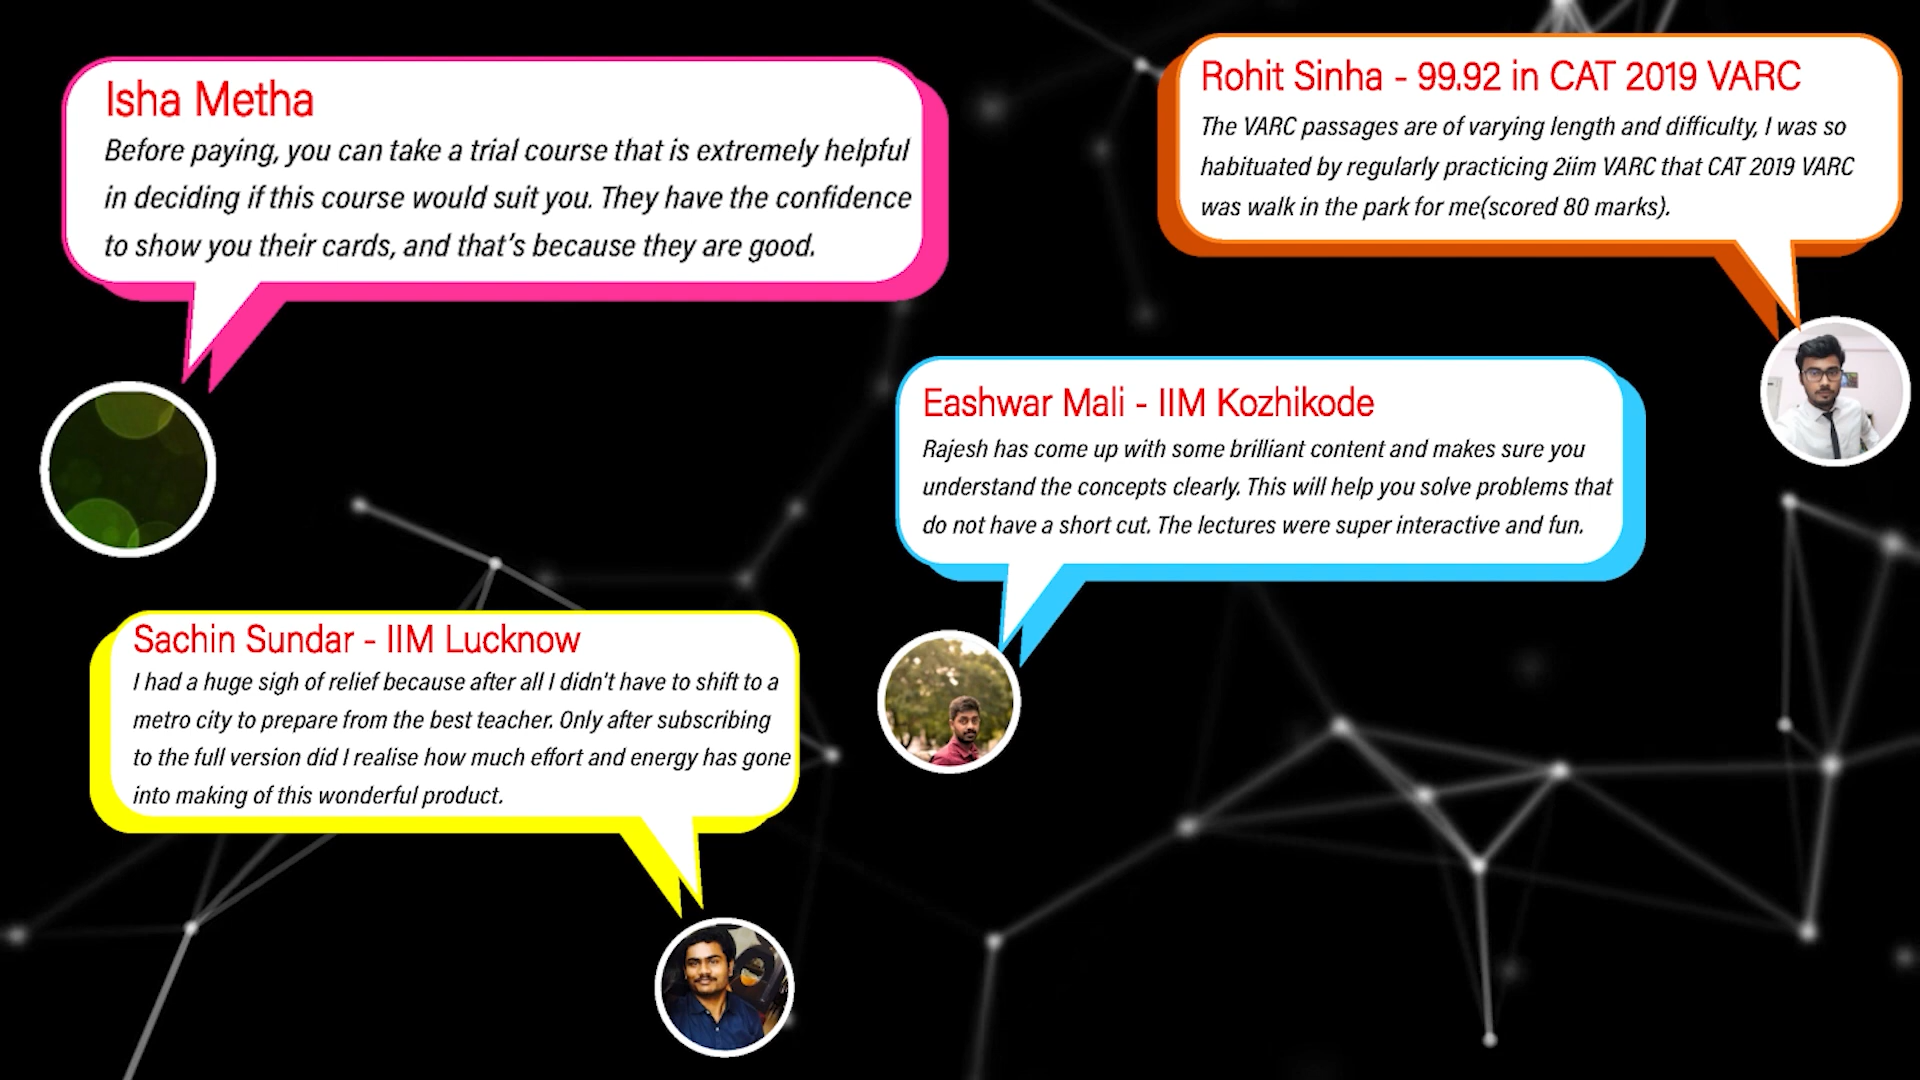 Isha Metha
Before paying, you can take a trial course that is extremely helpful
in deciding if this course would suit you. They have the confidence
to show you their cards, and that's because they are good.
Rohit Sinha - 99.92 in CAT 2019 VARC
The VARC passages are of varying length and difficulty, I was so
habituated by regularly practicing 2iim VARC that CAT 2019 VARC
was walk in the park for me(scored 80 marks).
Eashwar Mali - IIM Kozhikode
Rajesh has come up with some brilliant content and makes sure you
understand the concepts clearly. This will help you solve problems that
do not have a short cut. The lectures were super interactive and fun.
Sachin Sundar - IIM Lucknow
I had a huge sigh of relief because after all I didn't have to shift to a
metro city to prepare from the best teacher. Only after subscribing
to the full version did I realise how much effort and energy has gone
into making of this wonderful product.